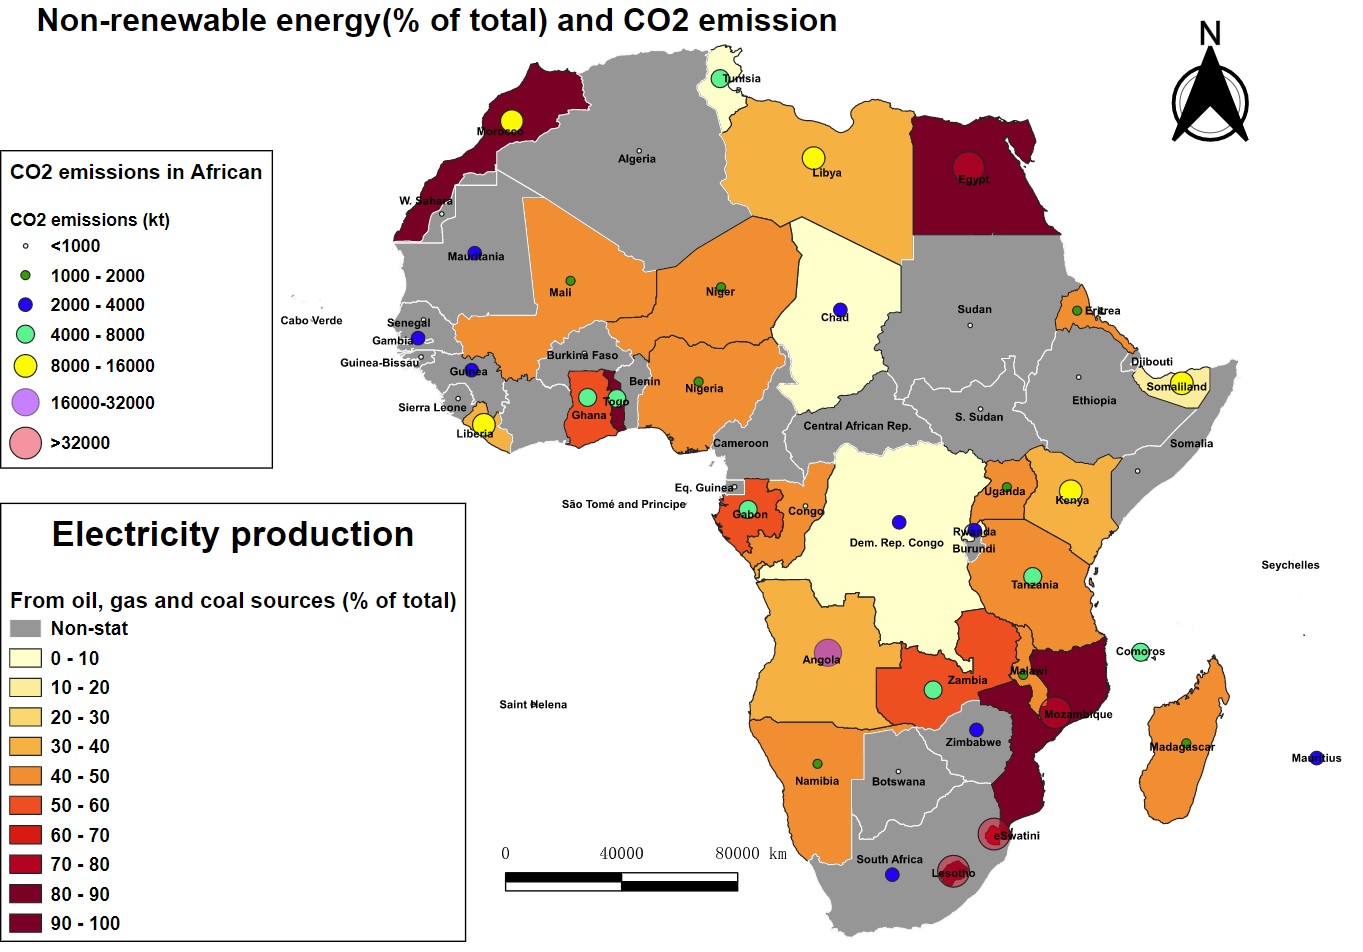 Non-renewable energy(% of total) and CO2 emission
N
CO2 emissions in African
CO2 emissions (kt)
<1000
1000 - 2000
2000 - 4000
4000 - 8000
8000 - 16000
16000-32000
>32000
Electricity production
From oil, gas and coal sources (% of total)
Non-stat
0 - 10
10 - 20
20 - 30
30 - 40
40 - 50
50 - 60
60 - 70
70 - 80
80 - 90
90 - 100
Tunisia
Morocco
Algeria
Libya
Egypt
W. Sahara
Mauritania
Mali
Niger
Chad
Sudan
Eritrea
Cabo Verde
Senegal
Gambia
Guinea-Bissau
Guinea
Burkina Faso
Djibouti
Sierra Leone
Liberia
Ghana
Togo
Benin
Nigeria
Somaliland
Ethiopia
Central African Rep.
S. Sudan
Cameroon
Somalia
Eq. Guinea
São Tomé and Principe
Gabon
Congo
Uganda
Kenya
Dem. Rep. Congo
Rwanda
Burundi
Seychelles
Tanzania
Comoros
Angola
Zambia
Malawi
Saint Helena
Mozambique
Zimbabwe
Madagascar
Mauritius
Namibia
Botswana
eSwatini
South Africa
Lesotho
0 40000 80000 km